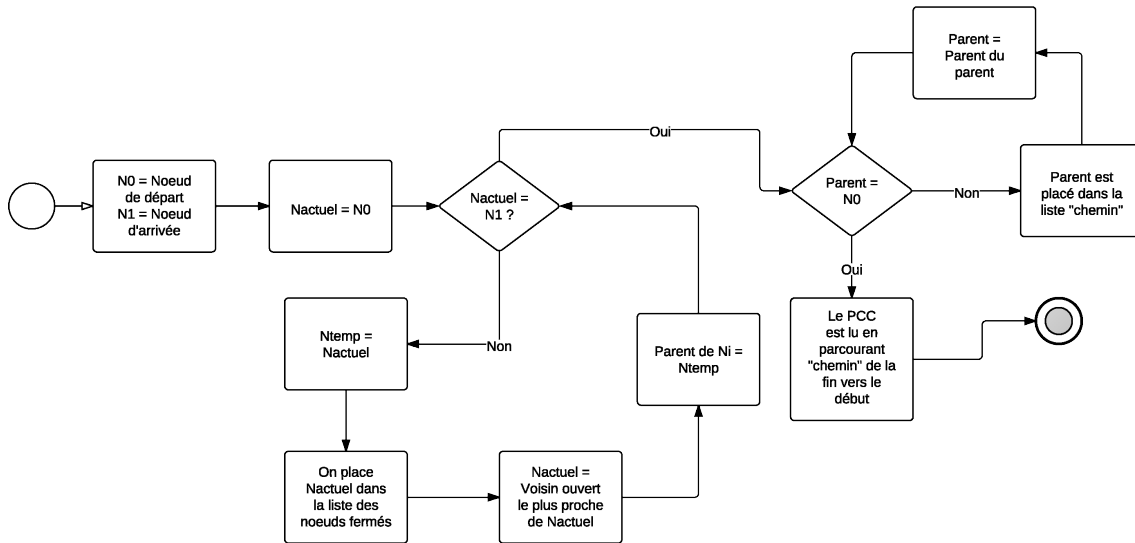 N0 = Noeud
de départ
N1 = Noeud
d'arrivée
Nactuel = N0
Nactuel =
N1 ?
Oui
Non
Ntemp =
Nactuel
On place
Nactuel dans
la liste des
noeuds fermés
Nactuel =
Voisin ouvert
le plus proche
de Nactuel
Parent de Ni =
Ntemp
Parent =
N0
Non
Parent est
placé dans la
liste "chemin"
Parent =
Parent du
parent
Oui
Le PCC
est lu en
parcourant
"chemin" de la
fin vers le
début